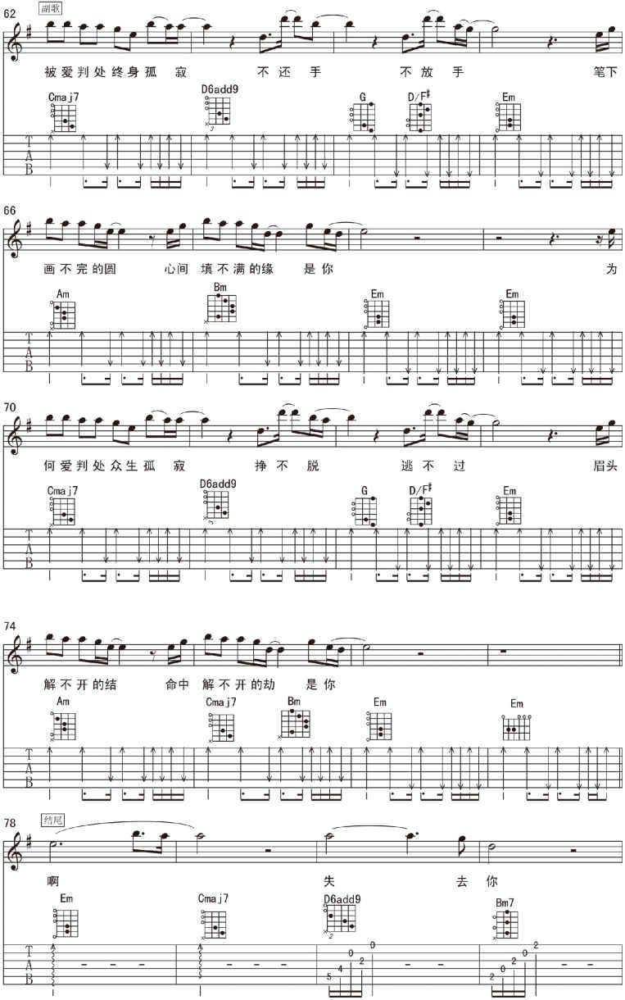 62 副歌
被爱判处终身孤 寂 不还 手 不放 手 笔下
Cmaj7 D6add9 G D/F# Em
3
T
A
B
66
画不完的圆 心间 填不满的缘 是你 为
Am Bm Em Em
T
A
B
70
何爱判处众生孤 寂 挣不 脱 逃不 过 眉头
Cmaj7 D6add9 G D/F# Em
3
T
A
B
74
解不开的结 命中 解不开的劫 是你
Am Cmaj7 Bm Em Em
T
A
B
78 结尾
啊 失 去 你
Em Cmaj7 D6add9 Bm7
2
T
A
B
5 4 0 2 0 2 0 2 0 2